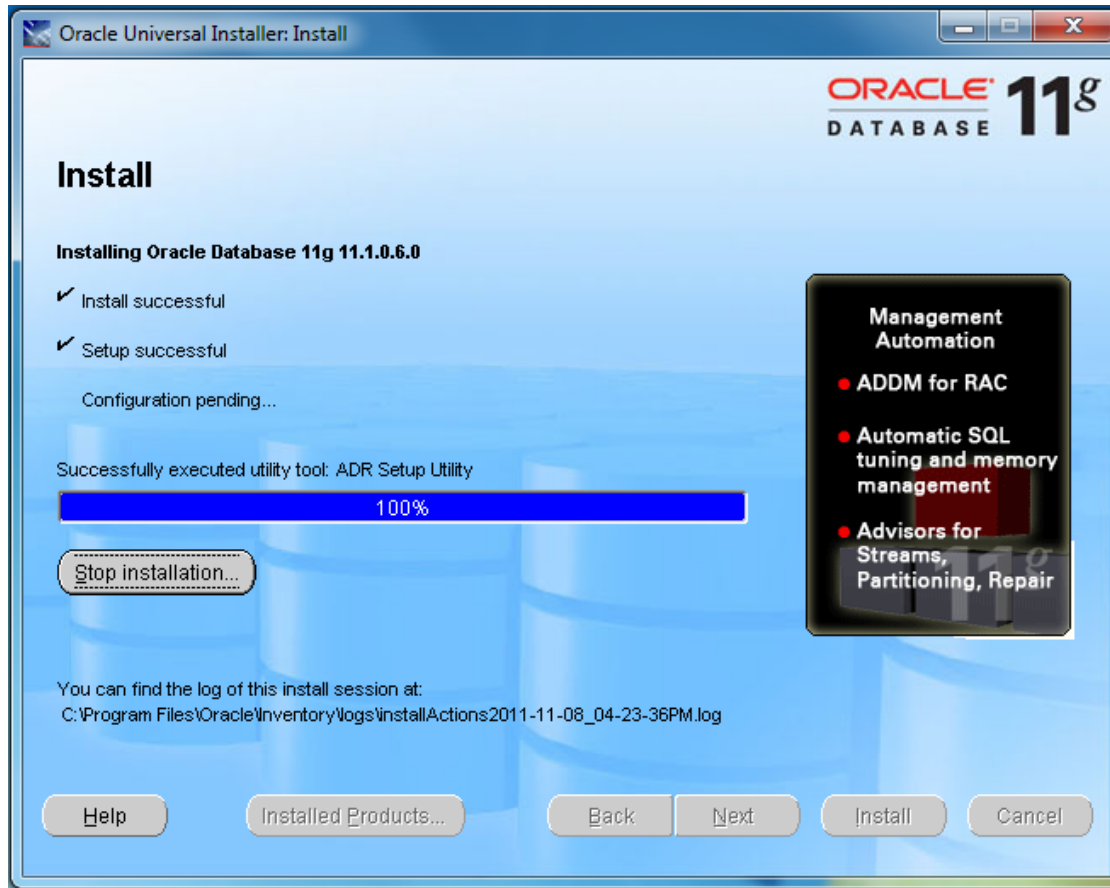 Oracle Universal Installer: Install
ORACLE 11g
DATABASE
Install
Installing Oracle Database 11g 11.1.0.6.0
Install successful
Setup successful
Configuration pending...
Successfully executed utility tool: ADR Setup Utility
100%
Stop installation...
Management
Automation
ADDM for RAC
Automatic SQL
tuning and memory
management
Advisors for
Streams,
Partitioning, Repair
11g
You can find the log of this install session at:
C:\Program Files\Oracle\Inventory\logs\installActions2011-11-08_04-23-36PM.log
Help
Installed Products...
Back
Next
Install
Cancel